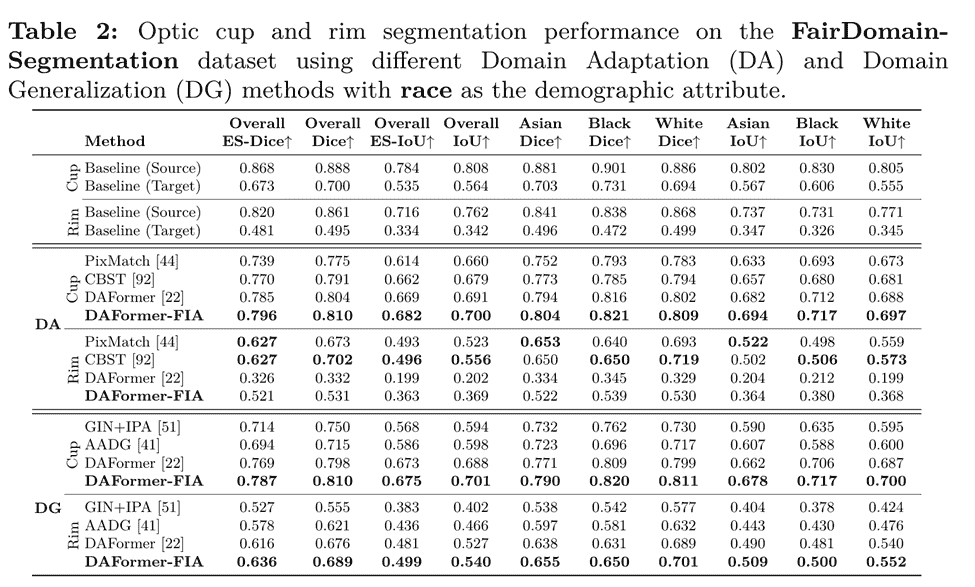 Table 2: Optic cup and rim segmentation performance on the FairDomain-
Segmentation dataset using different Domain Adaptation (DA) and Domain
Generalization (DG) methods with race as the demographic attribute.
Overall Overall Overall Overall Asian Black White Asian Black White
Method ES-Dice↑ Dice↑ ES-IoU↑ IoU↑ Dice↑ Dice↑ Dice↑ IoU↑ IoU↑ IoU↑
Cup
Baseline (Source) 0.868 0.888 0.784 0.808 0.881 0.901 0.886 0.802 0.830 0.805
Baseline (Target) 0.673 0.700 0.535 0.564 0.703 0.731 0.694 0.567 0.606 0.555
Rim
Baseline (Source) 0.820 0.861 0.716 0.762 0.841 0.838 0.868 0.737 0.731 0.771
Baseline (Target) 0.481 0.495 0.334 0.342 0.496 0.472 0.499 0.347 0.326 0.345
DA
Cup
PixMatch [44] 0.739 0.775 0.614 0.660 0.752 0.793 0.783 0.633 0.693 0.673
CBST [92] 0.770 0.791 0.662 0.679 0.773 0.785 0.794 0.657 0.680 0.681
DAFormer [22] 0.785 0.804 0.669 0.691 0.794 0.816 0.802 0.682 0.712 0.688
DAFormer-FIA 0.796 0.810 0.682 0.700 0.804 0.821 0.809 0.694 0.717 0.697
Rim
PixMatch [44] 0.627 0.673 0.493 0.523 0.653 0.640 0.693 0.522 0.498 0.559
CBST [92] 0.627 0.702 0.496 0.556 0.650 0.650 0.719 0.502 0.506 0.573
DAFormer [22] 0.326 0.332 0.199 0.202 0.334 0.345 0.329 0.204 0.212 0.199
DAFormer-FIA 0.521 0.531 0.363 0.369 0.522 0.539 0.530 0.364 0.380 0.368
DG
Cup
GIN+IPA [51] 0.714 0.750 0.568 0.594 0.732 0.762 0.730 0.590 0.635 0.595
AADG [41] 0.694 0.715 0.586 0.598 0.723 0.696 0.717 0.607 0.588 0.600
DAFormer [22] 0.769 0.798 0.673 0.688 0.771 0.809 0.799 0.662 0.706 0.687
DAFormer-FIA 0.787 0.810 0.675 0.701 0.790 0.820 0.811 0.678 0.717 0.700
Rim
GIN+IPA [51] 0.527 0.555 0.383 0.402 0.538 0.542 0.577 0.404 0.378 0.424
AADG [41] 0.578 0.621 0.436 0.466 0.597 0.581 0.632 0.443 0.430 0.476
DAFormer [22] 0.616 0.676 0.481 0.527 0.638 0.631 0.689 0.490 0.481 0.540
DAFormer-FIA 0.636 0.689 0.499 0.540 0.655 0.650 0.701 0.509 0.500 0.552